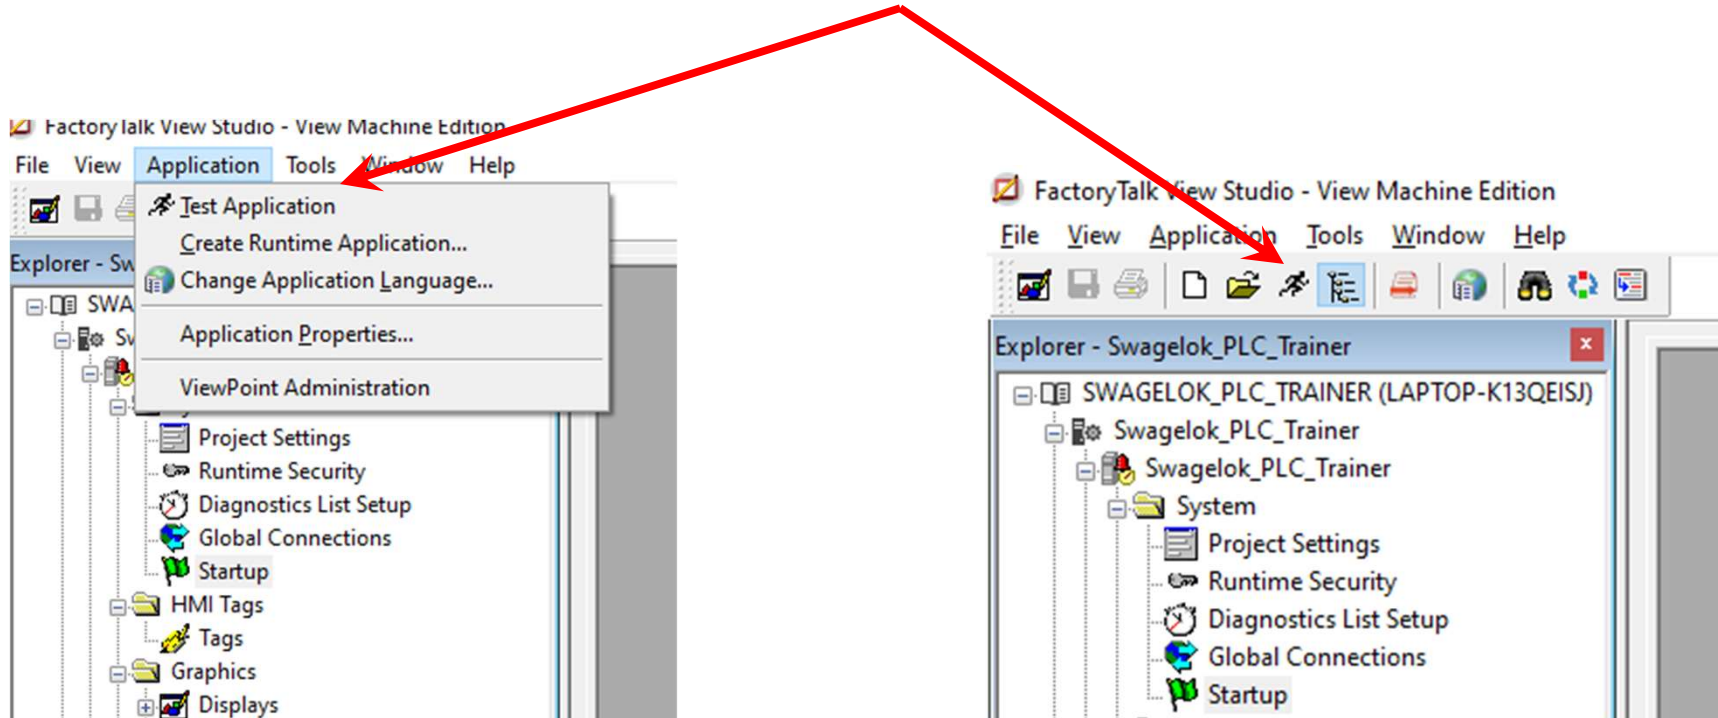 FactoryTalk View Studio - View Machine Edition
File View Application Tools Window Help
Test Application
Create Runtime Application...
Change Application Language...
Application Properties...
ViewPoint Administration
Explorer - Sw
SWA
Sw
Project Settings
Runtime Security
Diagnostics List Setup
Global Connections
Startup
HMI Tags
Tags
Graphics
Displays
FactoryTalk View Studio - View Machine Edition
File View Application Tools Window Help
Explorer - Swagelok_PLC_Trainer
SWAGELOK_PLC_TRAINER (LAPTOP-K13QEISJ)
Swagelok_PLC_Trainer
Swagelok_PLC_Trainer
System
Project Settings
Runtime Security
Diagnostics List Setup
Global Connections
Startup